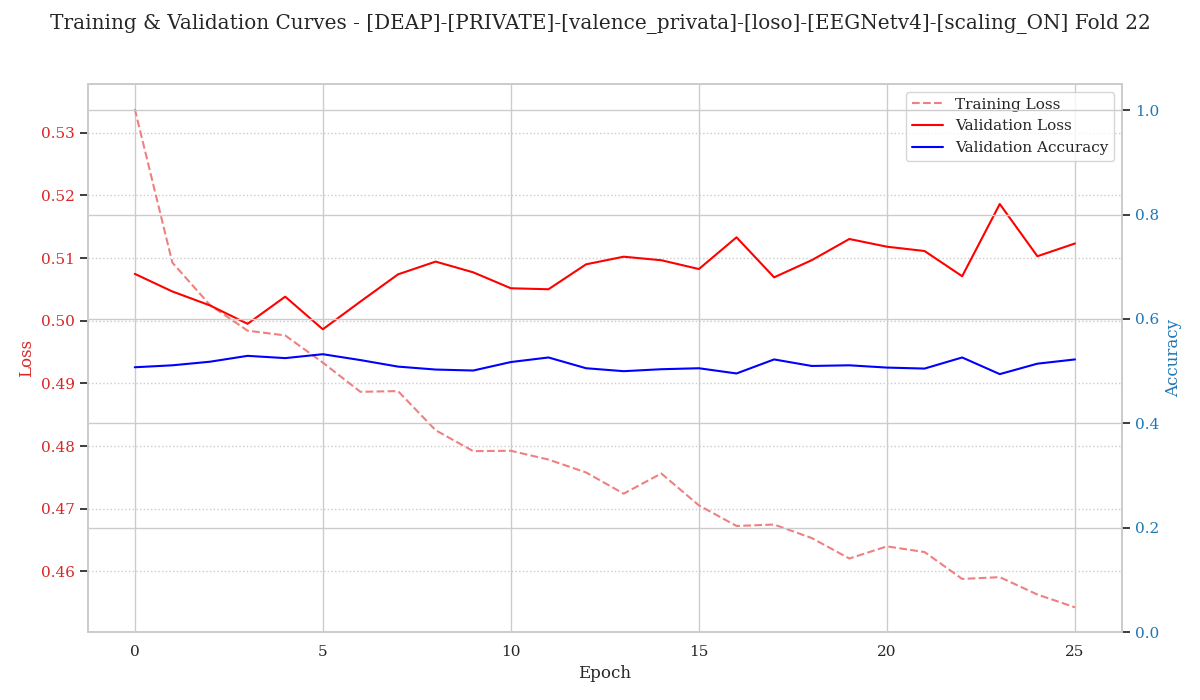 Training & Validation Curves - [DEAP]-[PRIVATE]-[valence_privata]-[loso]-[EEGNetv4]-[scaling_ON] Fold 22
Training Loss
Validation Loss
Validation Accuracy
Loss
0.53
0.52
0.51
0.50
0.49
0.48
0.47
0.46
1.0
0.8
0.6
0.4
0.2
0.0
Accuracy
0
5
10
15
20
25
Epoch